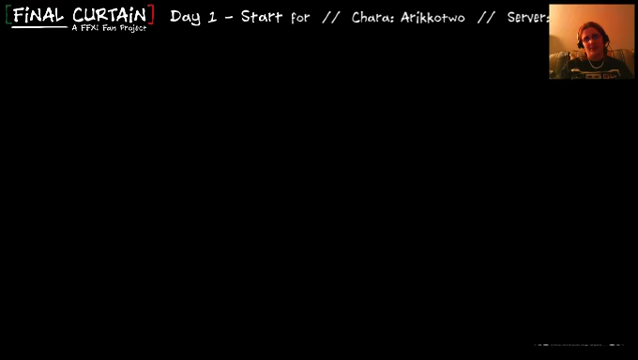 [FiNAL CURTAiN] Day 1 - Start for // Chara: Arikkotwo // Server:
A FFXI Fan Project